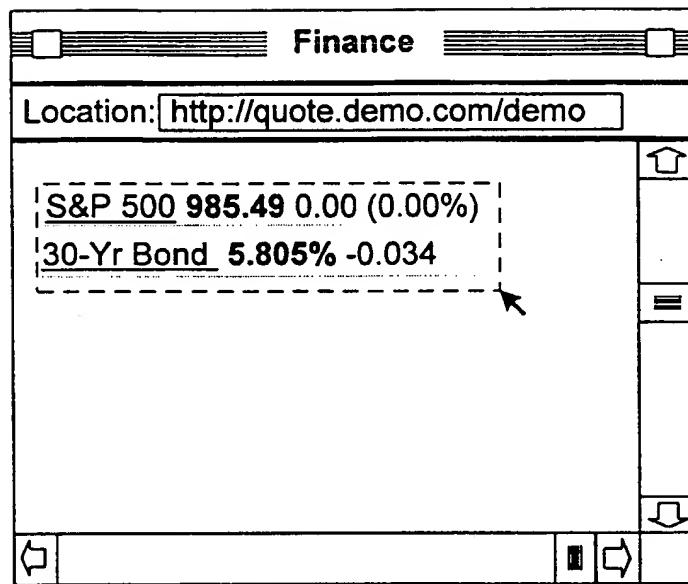 Finance
Location: http://quote.demo.com/demo
S&P 500 985.49 0.00 (0.00%)
30-Yr Bond 5.805% -0.034